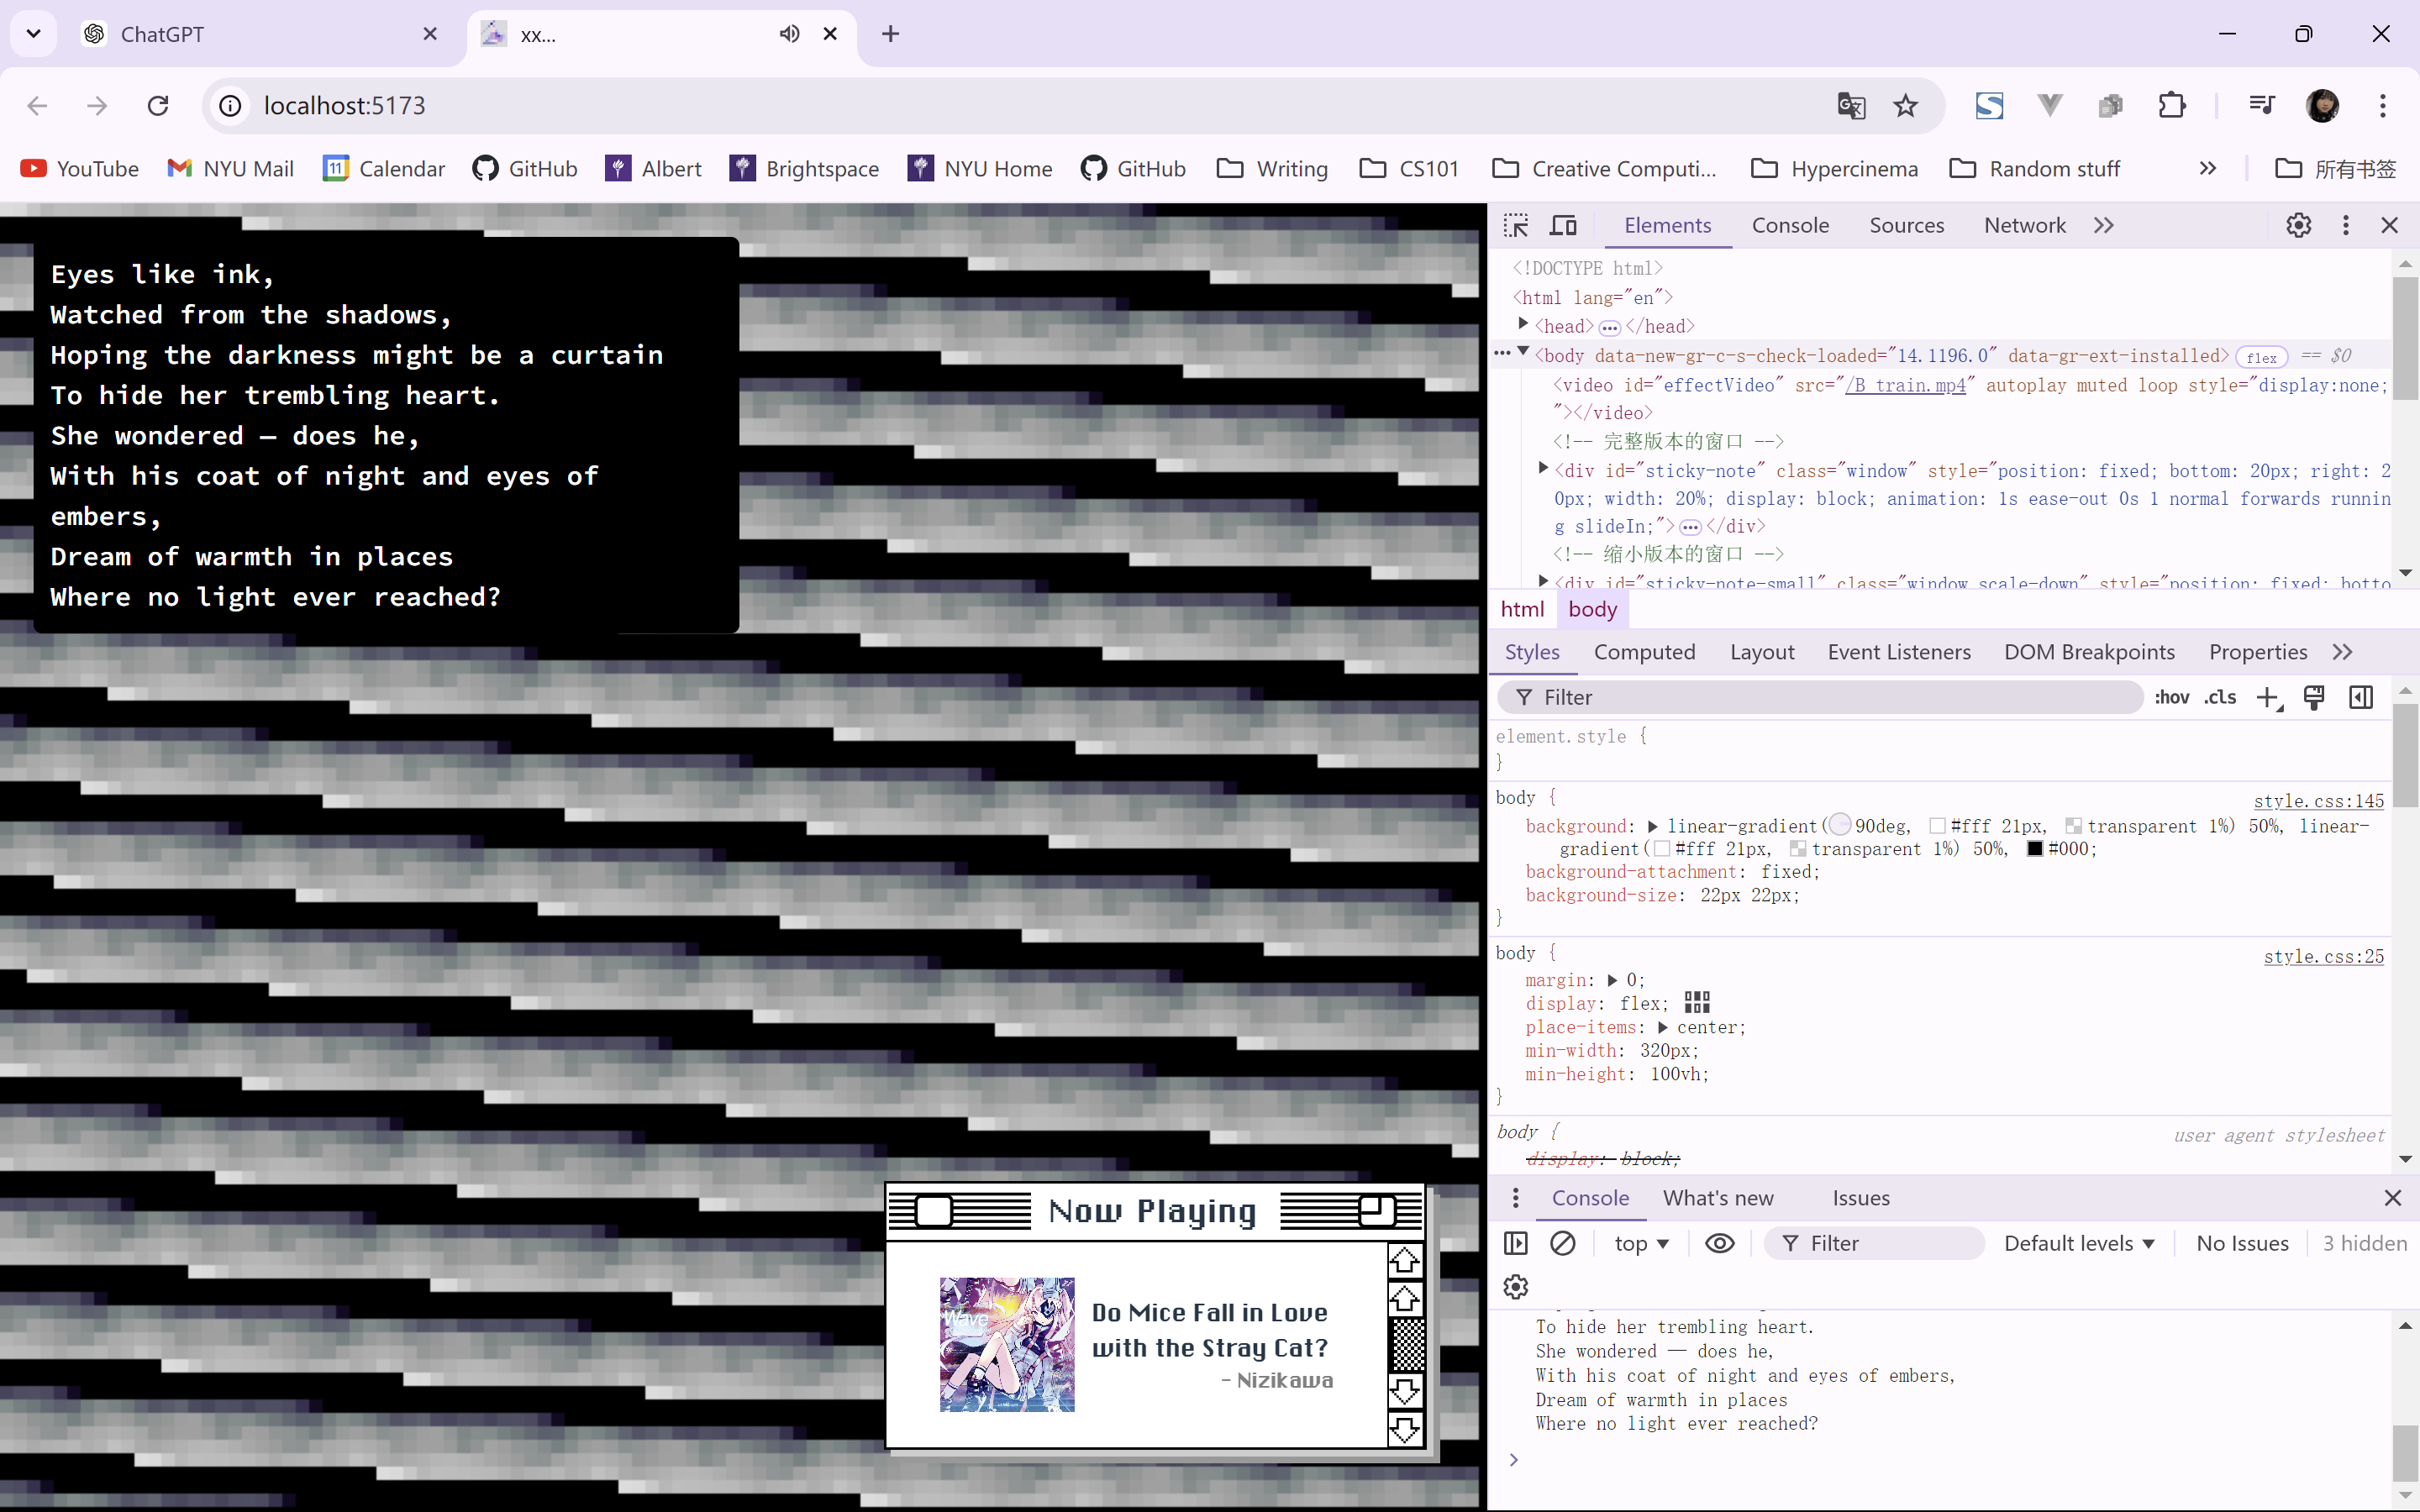 ChatGPT
xx...
localhost:5173
YouTube
NYU Mail
Calendar
GitHub
Albert
Brightspace
NYU Home
GitHub
Writing
CS101
Creative Computi...
Hypercinema
Random stuff
所有书签
Eyes like ink,
Watched from the shadows,
Hoping the darkness might be a curtain
To hide her trembling heart.
She wondered — does he,
With his coat of night and eyes of
embers,
Dream of warmth in places
Where no light ever reached?
Now Playing
Wave
Do Mice Fall in Love
with the Stray Cat?
- Nizikawa
Elements Console Sources Network
<!DOCTYPE html>
<html lang="en">
<head> ••• </head>
••• <body data-new-gr-c-s-check-loaded="14.1196.0" data-gr-ext-installed> flex == $0
<video id="effectVideo" src="/B_train.mp4" autoplay muted loop style="display:none;
"></video>
<!-- 完整版本的窗口 -->
<div id="sticky-note" class="window" style="position: fixed; bottom: 20px; right: 2
0px; width: 20%; display: block; animation: 1s ease-out 0s 1 normal forwards runnin
g slideIn;"> ••• </div>
<!-- 缩小版本的窗口 -->
<div id="sticky-note-small" class="window scale-down" style="position: fixed; botto
html body
Styles Computed Layout Event Listeners DOM Breakpoints Properties
Filter :hov .cls
element.style {
}
body { style.css:145
background: linear-gradient(90deg, #fff 21px, transparent 1%) 50%, linear-
gradient(#fff 21px, transparent 1%) 50%, #000;
background-attachment: fixed;
background-size: 22px 22px;
}
body { style.css:25
margin: 0;
display: flex;
place-items: center;
min-width: 320px;
min-height: 100vh;
}
body { user agent stylesheet
display: block;
Console What's new Issues
top Filter Default levels No Issues 3 hidden
To hide her trembling heart.
She wondered — does he,
With his coat of night and eyes of embers,
Dream of warmth in places
Where no light ever reached?